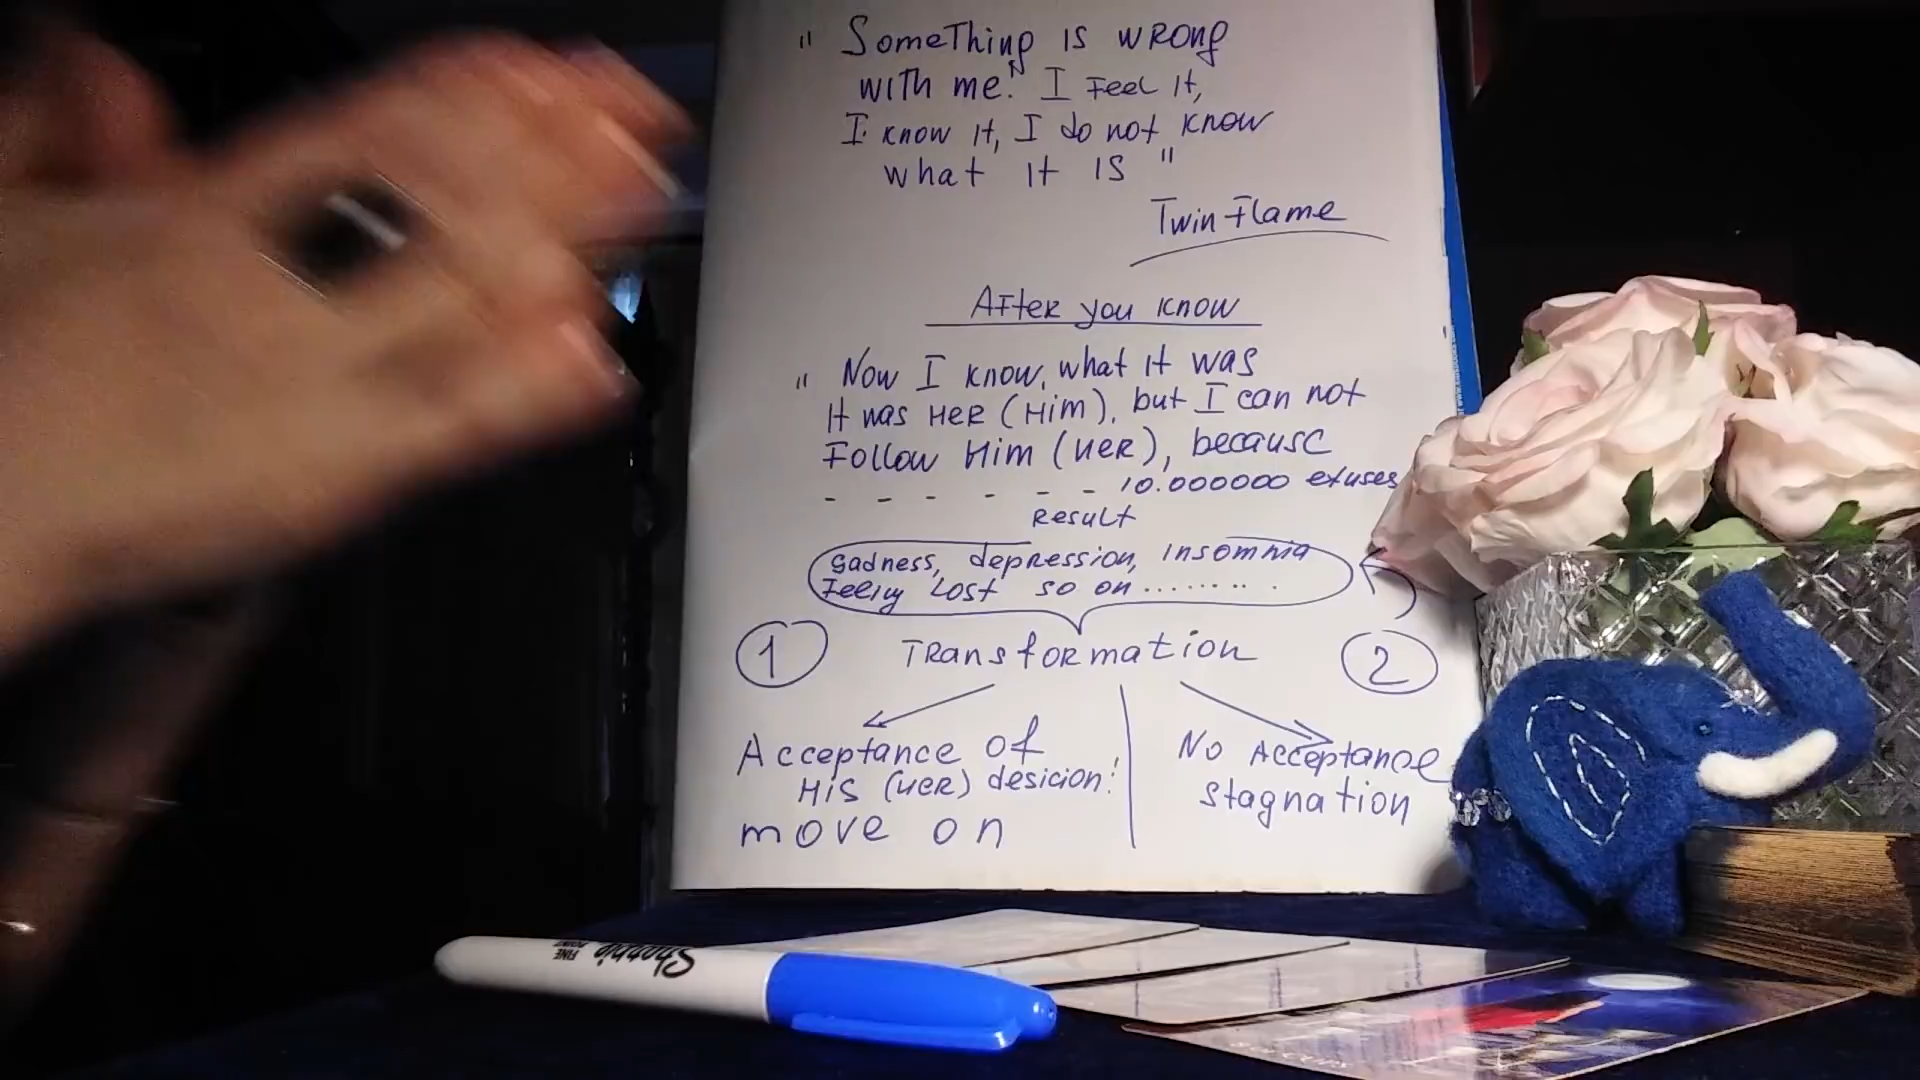 " Something is wrong
with me." I feel it,
I know it, I do not know
what it is "
Twin Flame
After you know
" Now I know, what it was
It was Her (Him), but I can not
Follow Him (Her), because
- - - - - - 10.000000 exuses
Result
sadness, depression, insomnia
Feeliy Lost so on .........
1 Transformation 2
Acceptance of
His (Her) desicion!
move on
No Acceptance
stagnation
Sharpie
FINE POINT